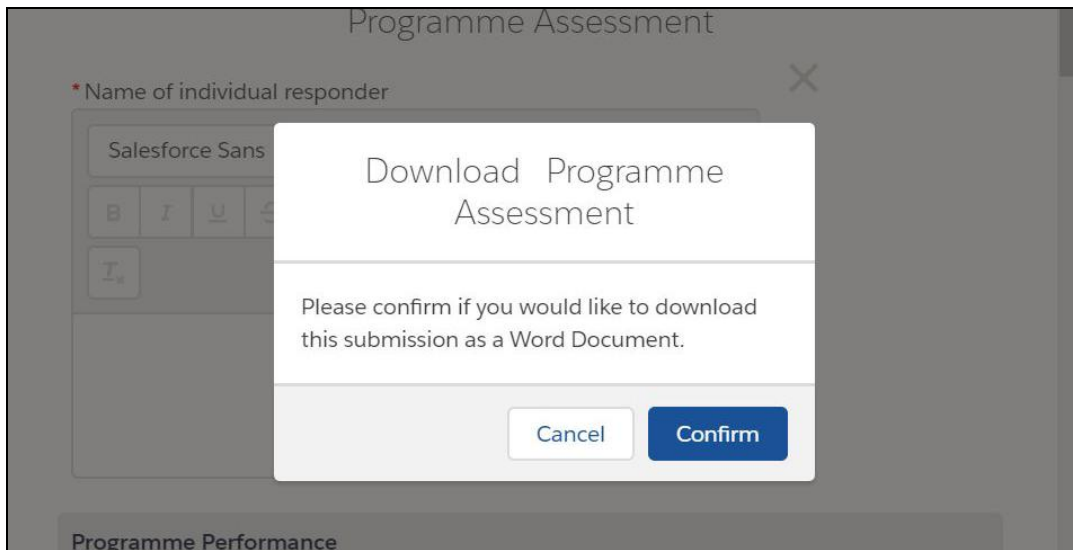 Programme Assessment
* Name of individual responder
Salesforce Sans
B I U S
Download Programme
Assessment
Please confirm if you would like to download
this submission as a Word Document.
Cancel Confirm
Programme Performance